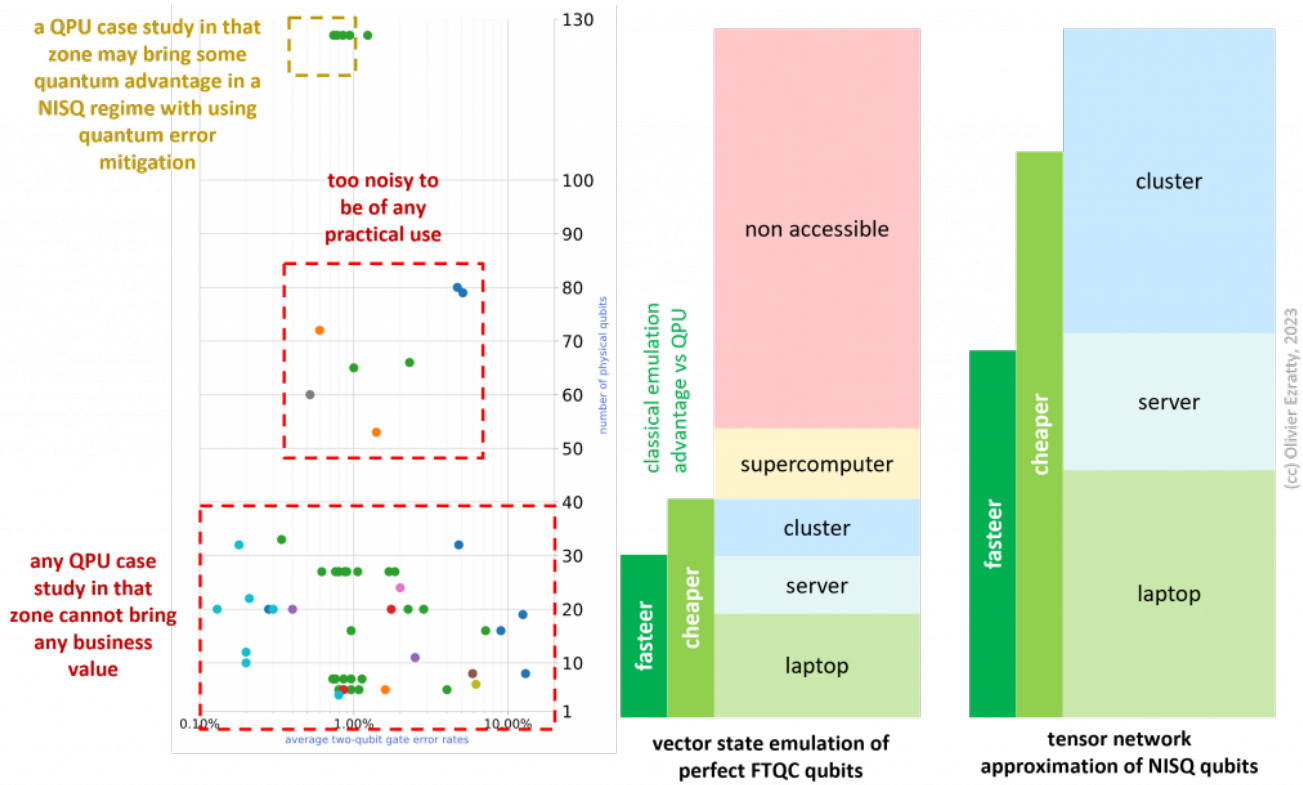 a QPU case study in that
zone may bring some
quantum advantage in a
NISQ regime with using
quantum error
mitigation
too noisy to
be of any
practical use
any QPU case
study in that
zone cannot bring
any business
value
130
100
90
80
70
60
50
40
30
20
10
1
number of physical qubits
0.10%
1.00%
10.00%
average two-qubit gate error rates
classical emulation
advantage vs QPU
fasteer
cheaper
non accessible
supercomputer
cluster
server
laptop
vector state emulation of
perfect FTQC qubits
fasteer
cheaper
cluster
server
laptop
tensor network
approximation of NISQ qubits
(cc) Olivier Ezratty, 2023